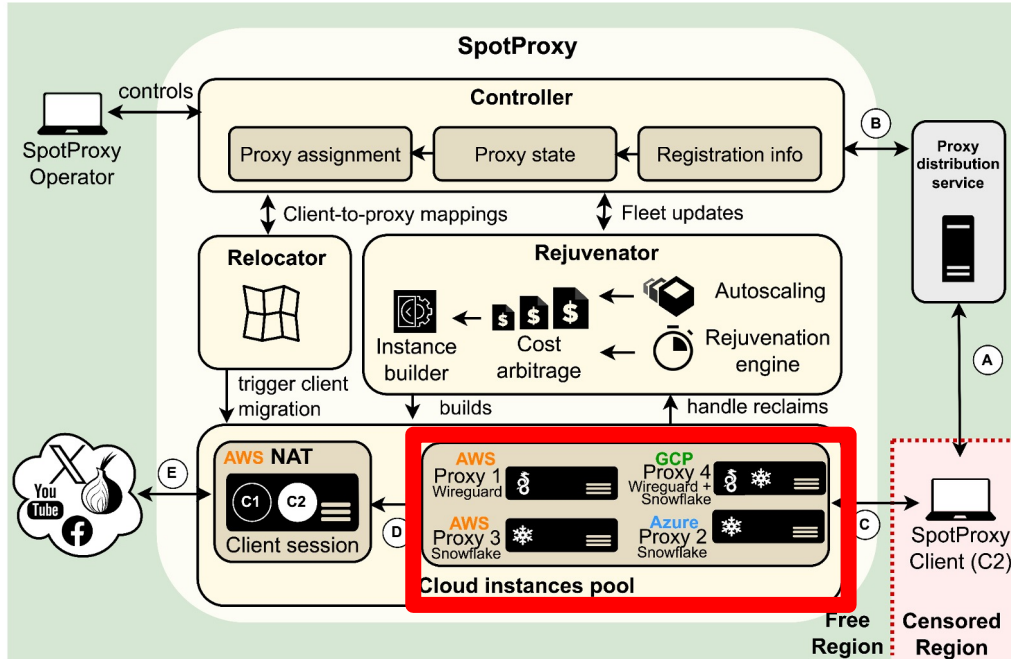 SpotProxy
controls
SpotProxy
Operator
Controller
Proxy assignment
Proxy state
Registration info
B
Proxy
distribution
service
Client-to-proxy mappings
Fleet updates
Relocator
Rejuvenator
Instance
builder
$ $ $
Cost
arbitrage
Autoscaling
Rejuvenation
engine
A
trigger client
migration
builds
handle reclaims
AWS NAT
C1 C2
Client session
D
AWS
Proxy 1
Wireguard
GCP
Proxy 4
Wireguard +
Snowflake
AWS
Proxy 3
Snowflake
Azure
Proxy 2
Snowflake
Cloud instances pool
C
SpotProxy
Client (C2)
E
X
You
Tube
f
Free
Region
Censored
Region